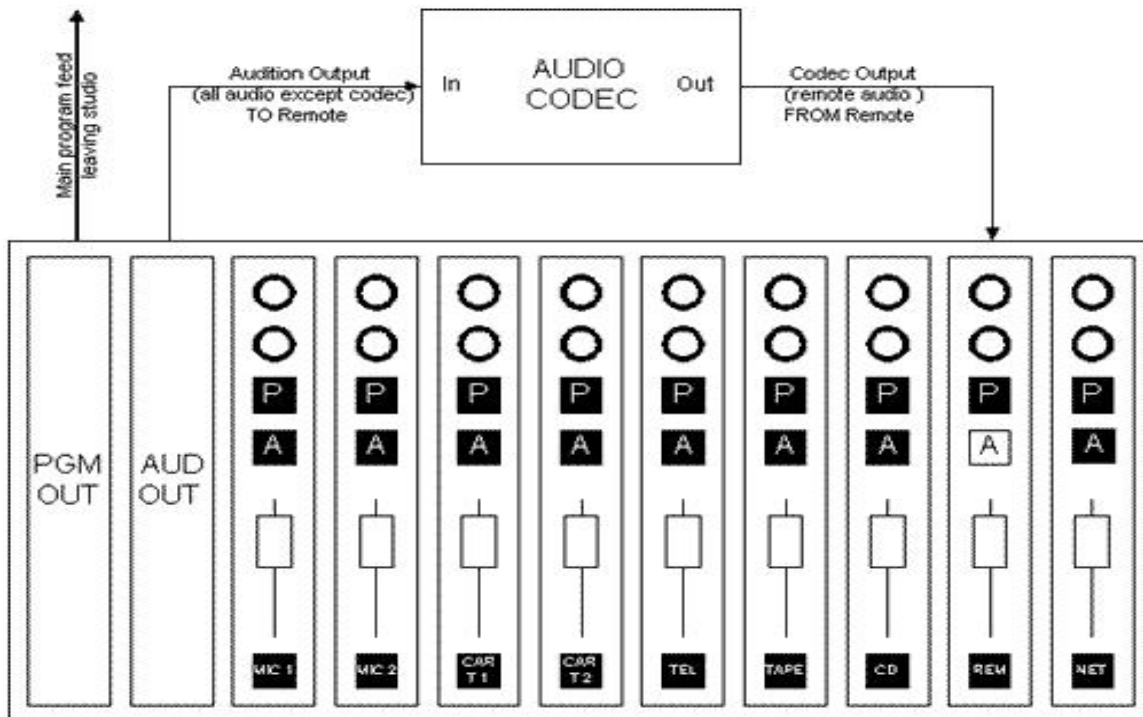 Main program feed
leaving studio
Audition Output
(all audio except codec)
TO Remote
In
AUDIO
CODEC
Out
Codec Output
(remote audio )
FROM Remote
PGM
OUT
AUD
OUT
P P P P P P P P P
A A A A A A A A A
MIC 1
MIC 2
CAR
T1
CAR
T2
TEL
TAPE
CD
REM
NET